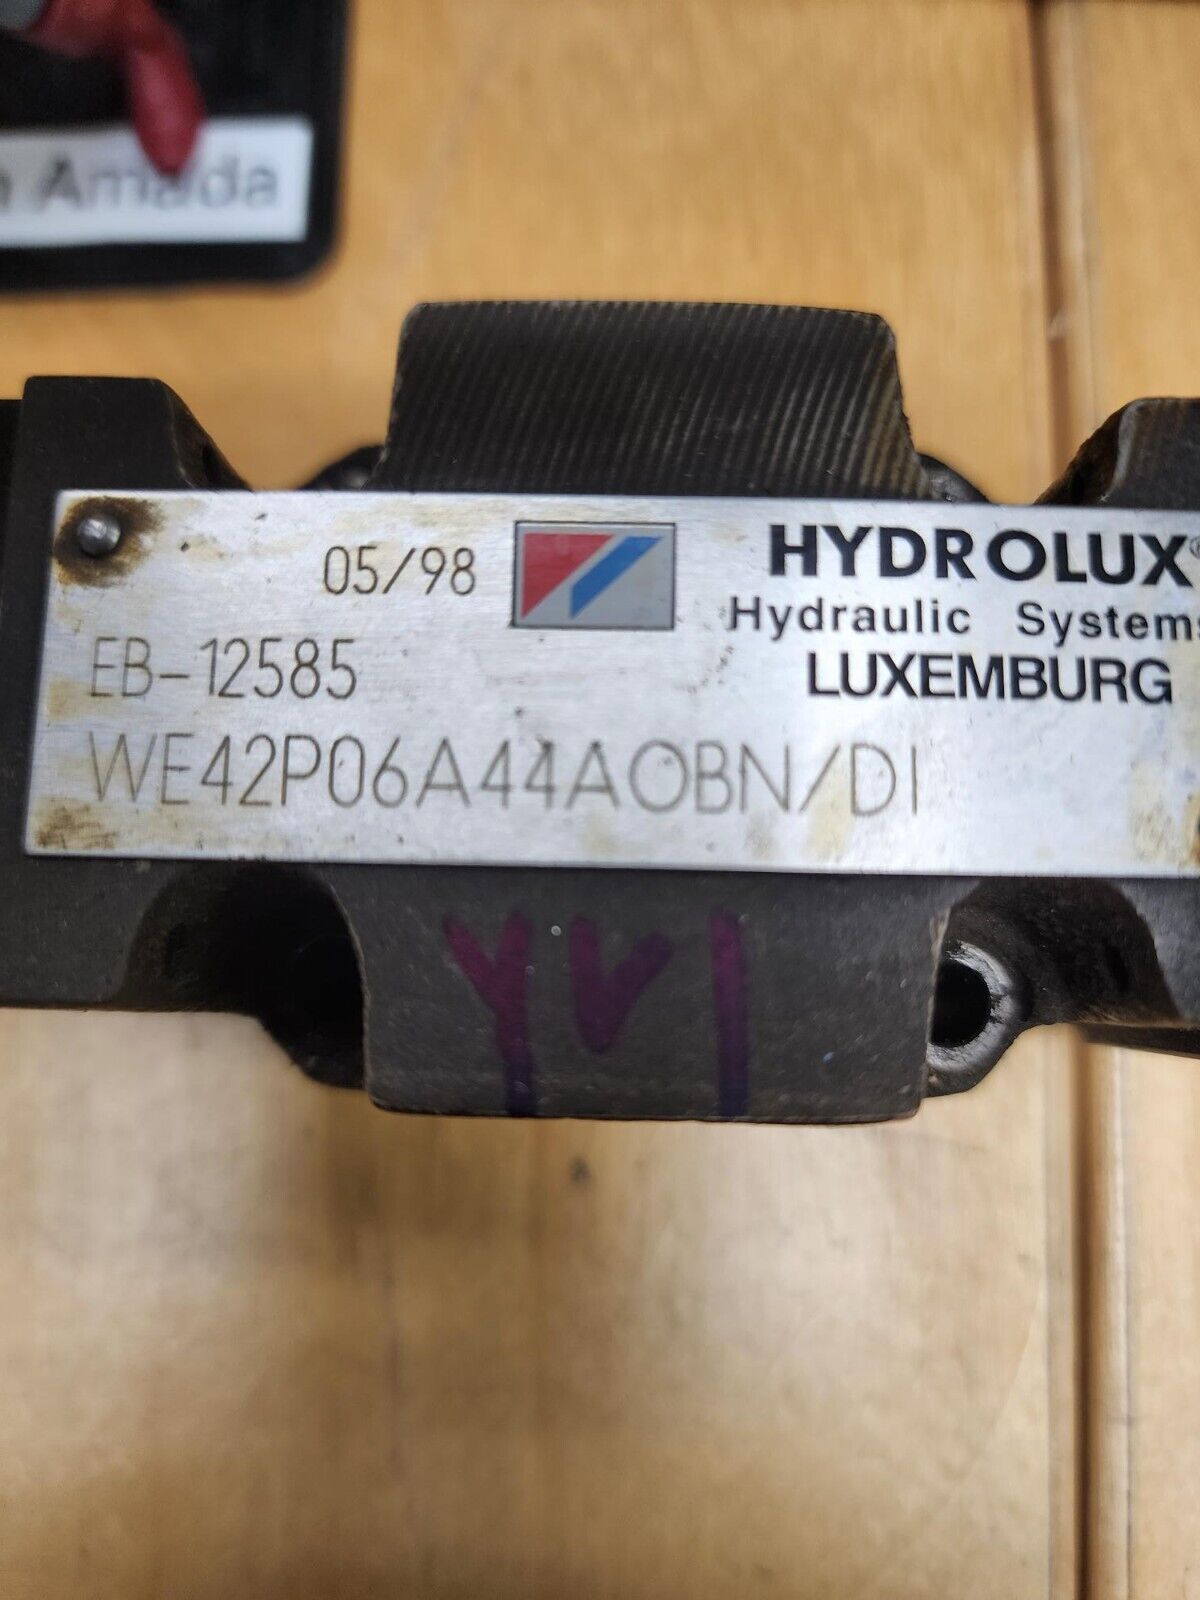 Amada
05/98
HYDROLUX®
Hydraulic Systems
EB-12585
LUXEMBURG
WE42P06A44A0BN/DI
YV1